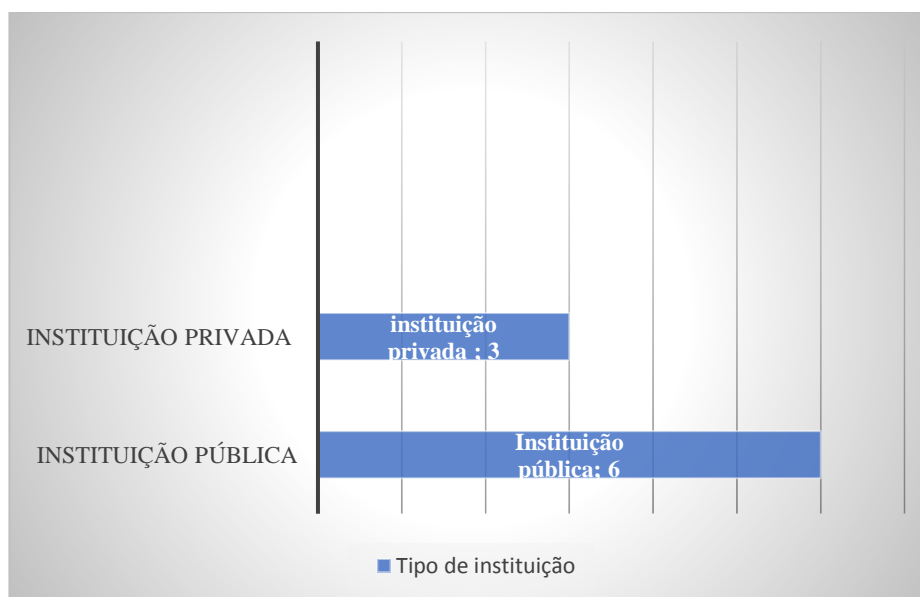 INSTITUIÇÃO PRIVADA
instituição
privada ; 3
INSTITUIÇÃO PÚBLICA
Instituição
pública; 6
Tipo de instituição